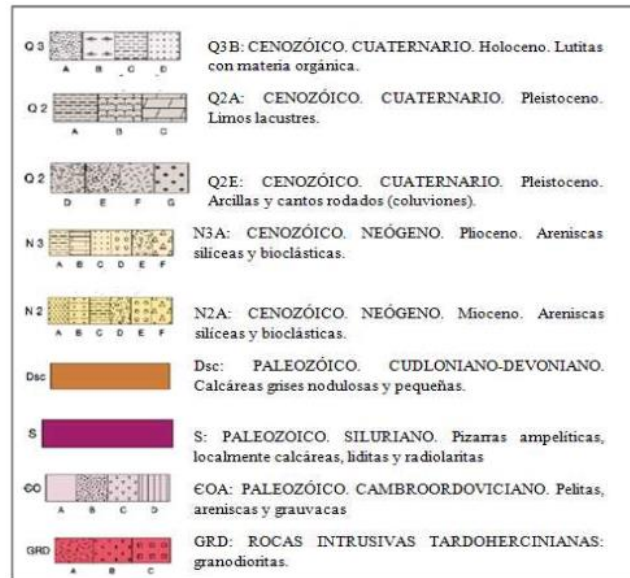 Q3
A B C D
Q3B: CENOZÓICO. CUATERNARIO. Holoceno. Lutitas
con materia orgánica.
Q2
A B C
Q2A: CENOZÓICO. CUATERNARIO. Pleistoceno.
Limos lacustres.
Q2
D E F G
Q2E: CENOZÓICO. CUATERNARIO. Pleistoceno.
Arcillas y cantos rodados (coluviones).
N3
A B C D E F
N3A: CENOZÓICO. NEÓGENO. Plioceno. Areniscas
silíceas y bioclásticas.
N2
A B C D E F
N2A: CENOZÓICO. NEÓGENO. Mioceno. Areniscas
silíceas y bioclásticas.
Dsc
Dsc: PALEOZÓICO. CUDLONIANO-DEVONIANO.
Calcáreas grises nodulosas y pequeñas.
S
S: PALEOZOICO. SILURIANO. Pizarras ampelíticas,
localmente calcáreas, liditas y radiolaritas
ЄO
A B C D
ЄOA: PALEOZÓICO. CAMBROORDOVICIANO. Pelitas,
areniscas y grauvacas
GRD
A B C
GRD: ROCAS INTRUSIVAS TARDOHERCINIANAS:
granodioritas.